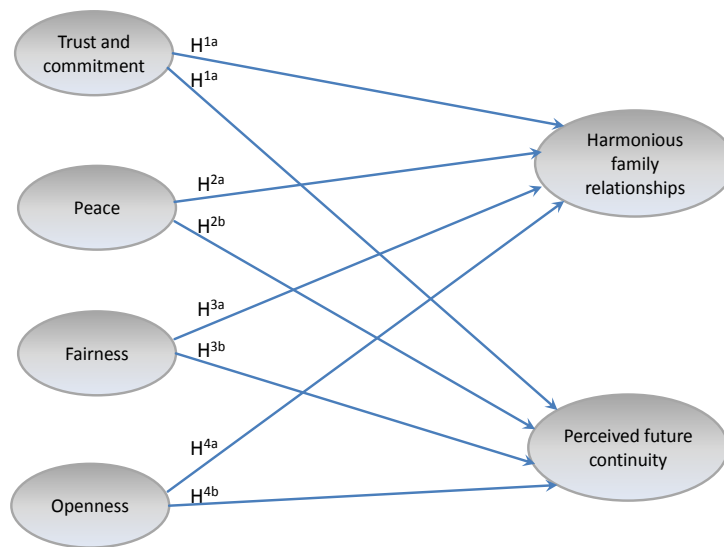 Trust and
commitment
H1a
H1a
Harmonious
family
relationships
Peace
H2a
H2b
Fairness
H3a
H3b
Perceived future
continuity
Openness
H4a
H4b